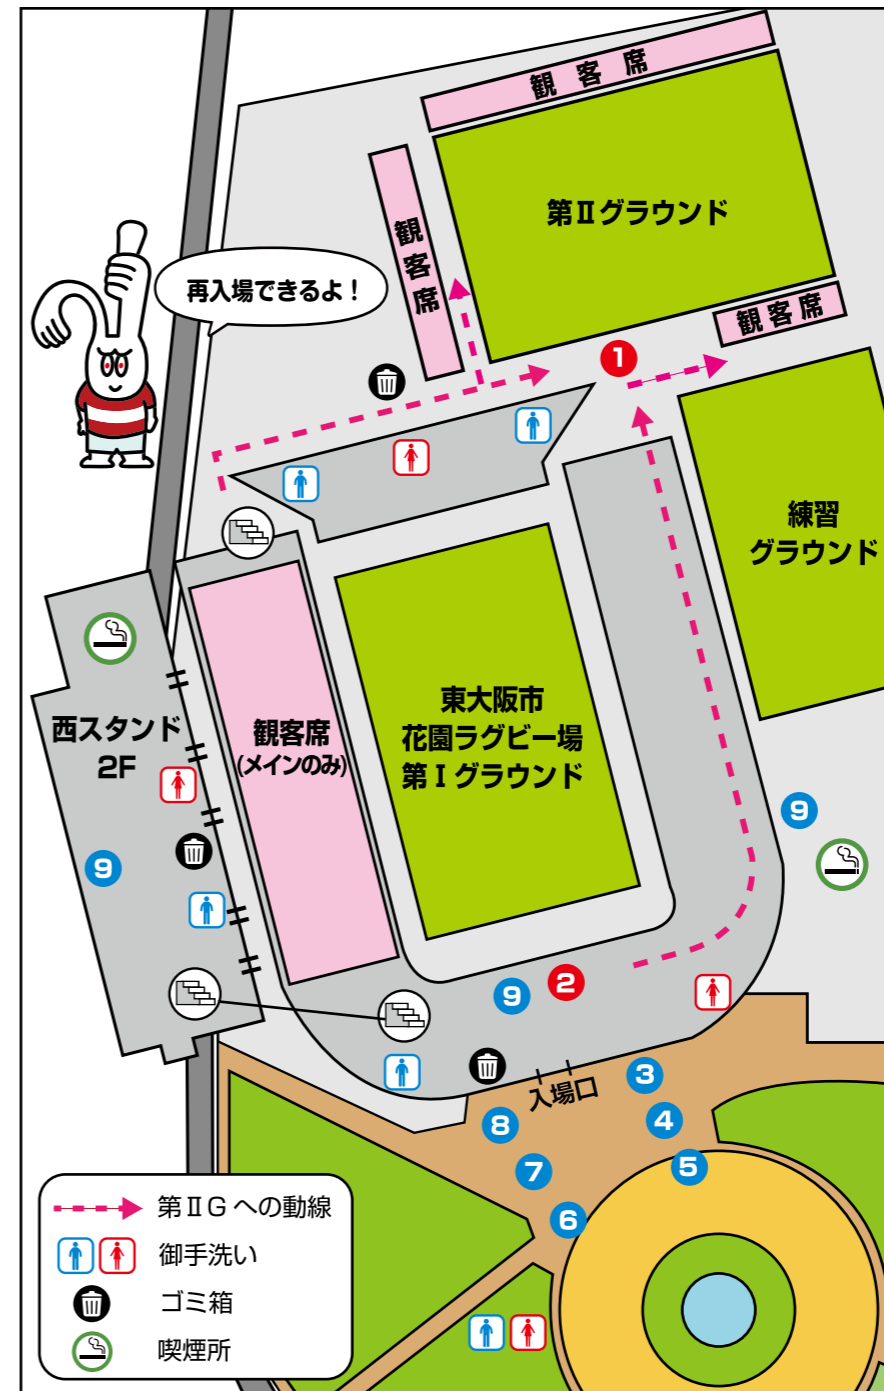 観客席
第Ⅱグラウンド
観客席
再入場できるよ！
観客席
1
練習
グラウンド
西スタンド
2F
観客席
(メインのみ)
東大阪市
花園ラグビー場
第Ⅰグラウンド
9
9
9
2
入場口
3
4
5
6
7
8
第ⅡGへの動線
御手洗い
ゴミ箱
喫煙所